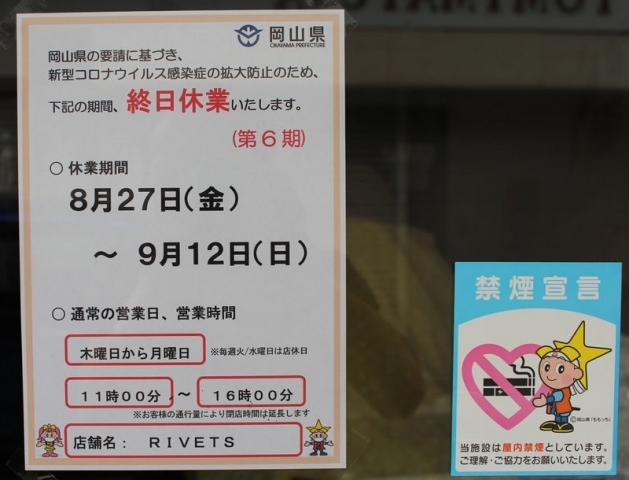 岡山県
OKAYAMA PREFECTURE
岡山県の要請に基づき、
新型コロナウイルス感染症の拡大防止のため、
下記の期間、終日休業いたします。
(第6期)
○ 休業期間
8月27日(金)
～ 9月12日(日)
○ 通常の営業日、営業時間
木曜日から月曜日 ※毎週火/水曜日は店休日
11時00分 ～ 16時00分
※お客様の通行量により閉店時間は延長します
店舗名： RIVETS
禁煙宣言
©岡山県「ももっち」
当施設は屋内禁煙としています。
ご理解・ご協力をお願いいたします。